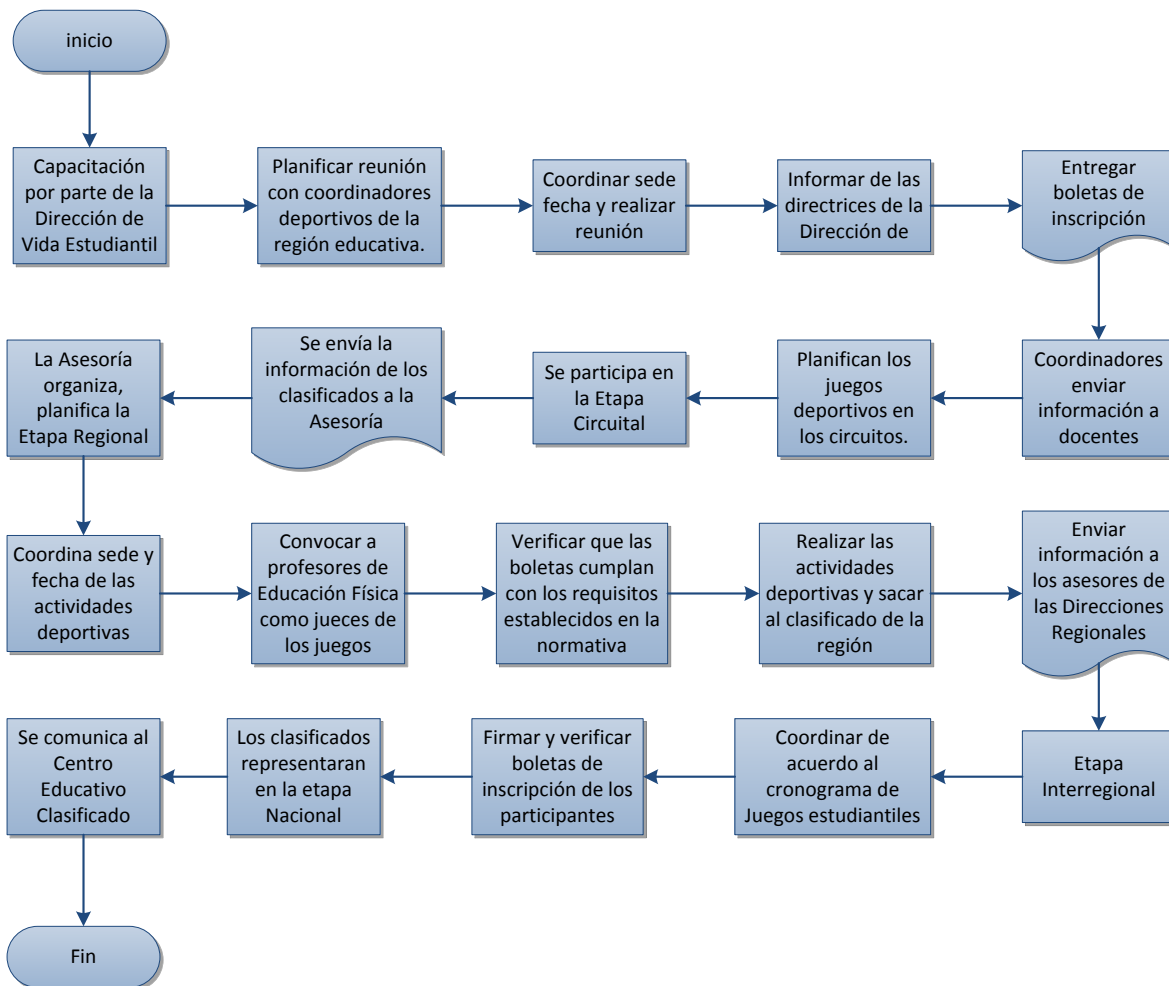 inicio
Capacitación
por parte de la
Dirección de
Vida Estudiantil
Planificar reunión
con coordinadores
deportivos de la
región educativa.
Coordinar sede
fecha y realizar
reunión
Informar de las
directrices de la
Dirección de
Entregar
boletas de
inscripción
Coordinadores
enviar
información a
docentes
Planifican los
juegos
deportivos en
los circuitos.
Se participa en
la Etapa
Circuital
Se envía la
información de los
clasificados a la
Asesoría
La Asesoría
organiza,
planifica la
Etapa Regional
Coordina sede y
fecha de las
actividades
deportivas
Convocar a
profesores de
Educación Física
como jueces de
los juegos
Verificar que las
boletas cumplan
con los requisitos
establecidos en la
normativa
Realizar las
actividades
deportivas y sacar
al clasificado de la
región
Enviar
información a
los asesores de
las Direcciones
Regionales
Etapa
Interregional
Coordinar de
acuerdo al
cronograma de
Juegos estudiantiles
Firmar y verificar
boletas de
inscripción de los
participantes
Los clasificados
representaran
en la etapa
Nacional
Se comunica al
Centro
Educativo
Clasificado
Fin